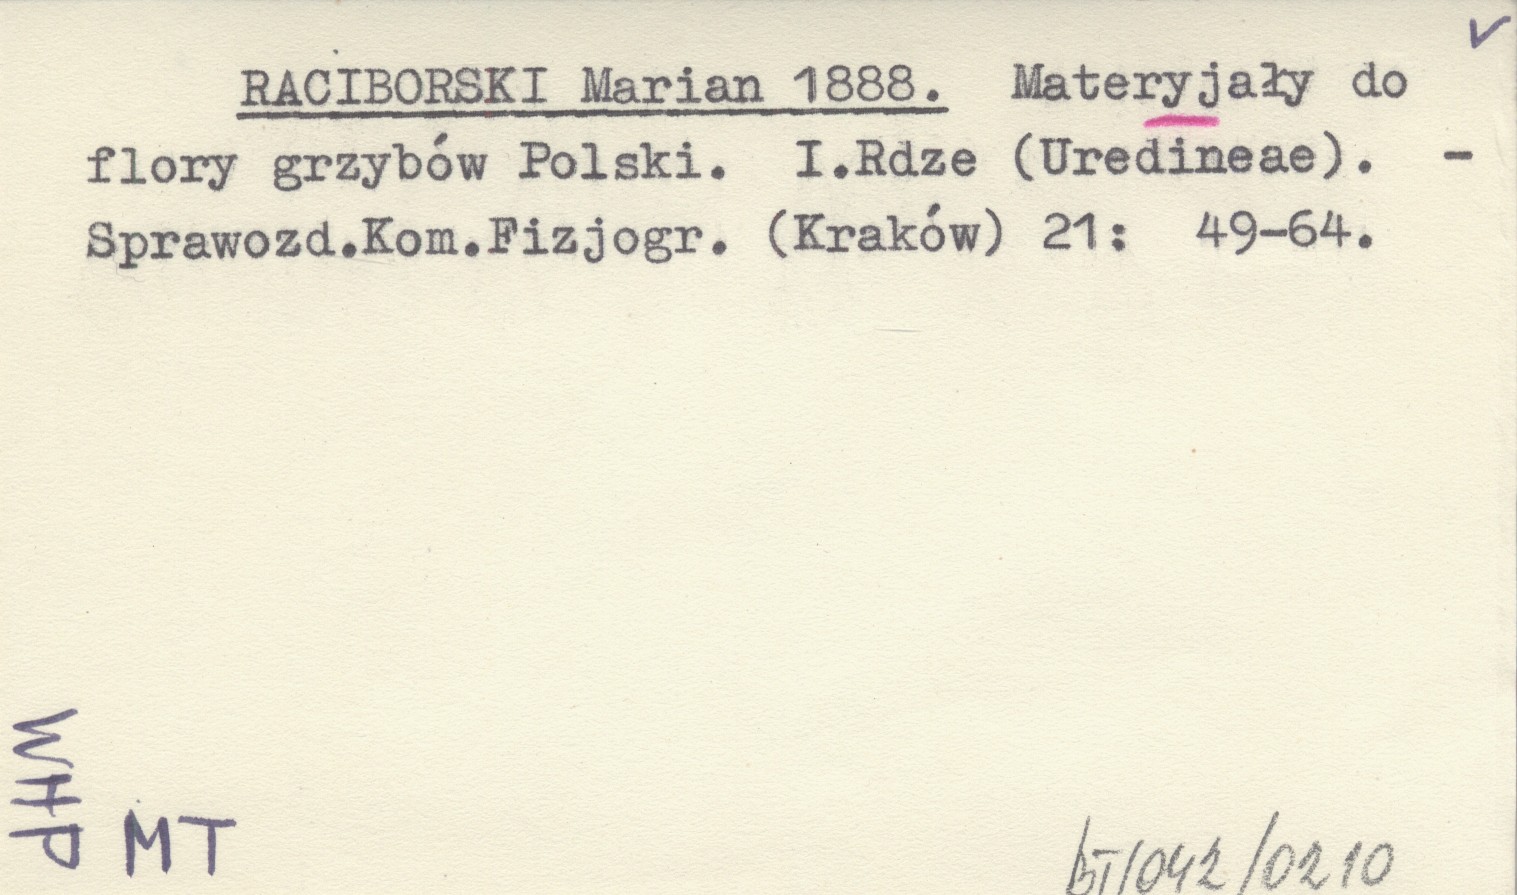 ✓
RACIBORSKI Marian 1888. Materyjały do
flory grzybów Polski. I.Rdze (Uredineae). -
Sprawozd.Kom.Fizjogr. (Kraków) 21: 49-64.
WHP
MT
/042/0210